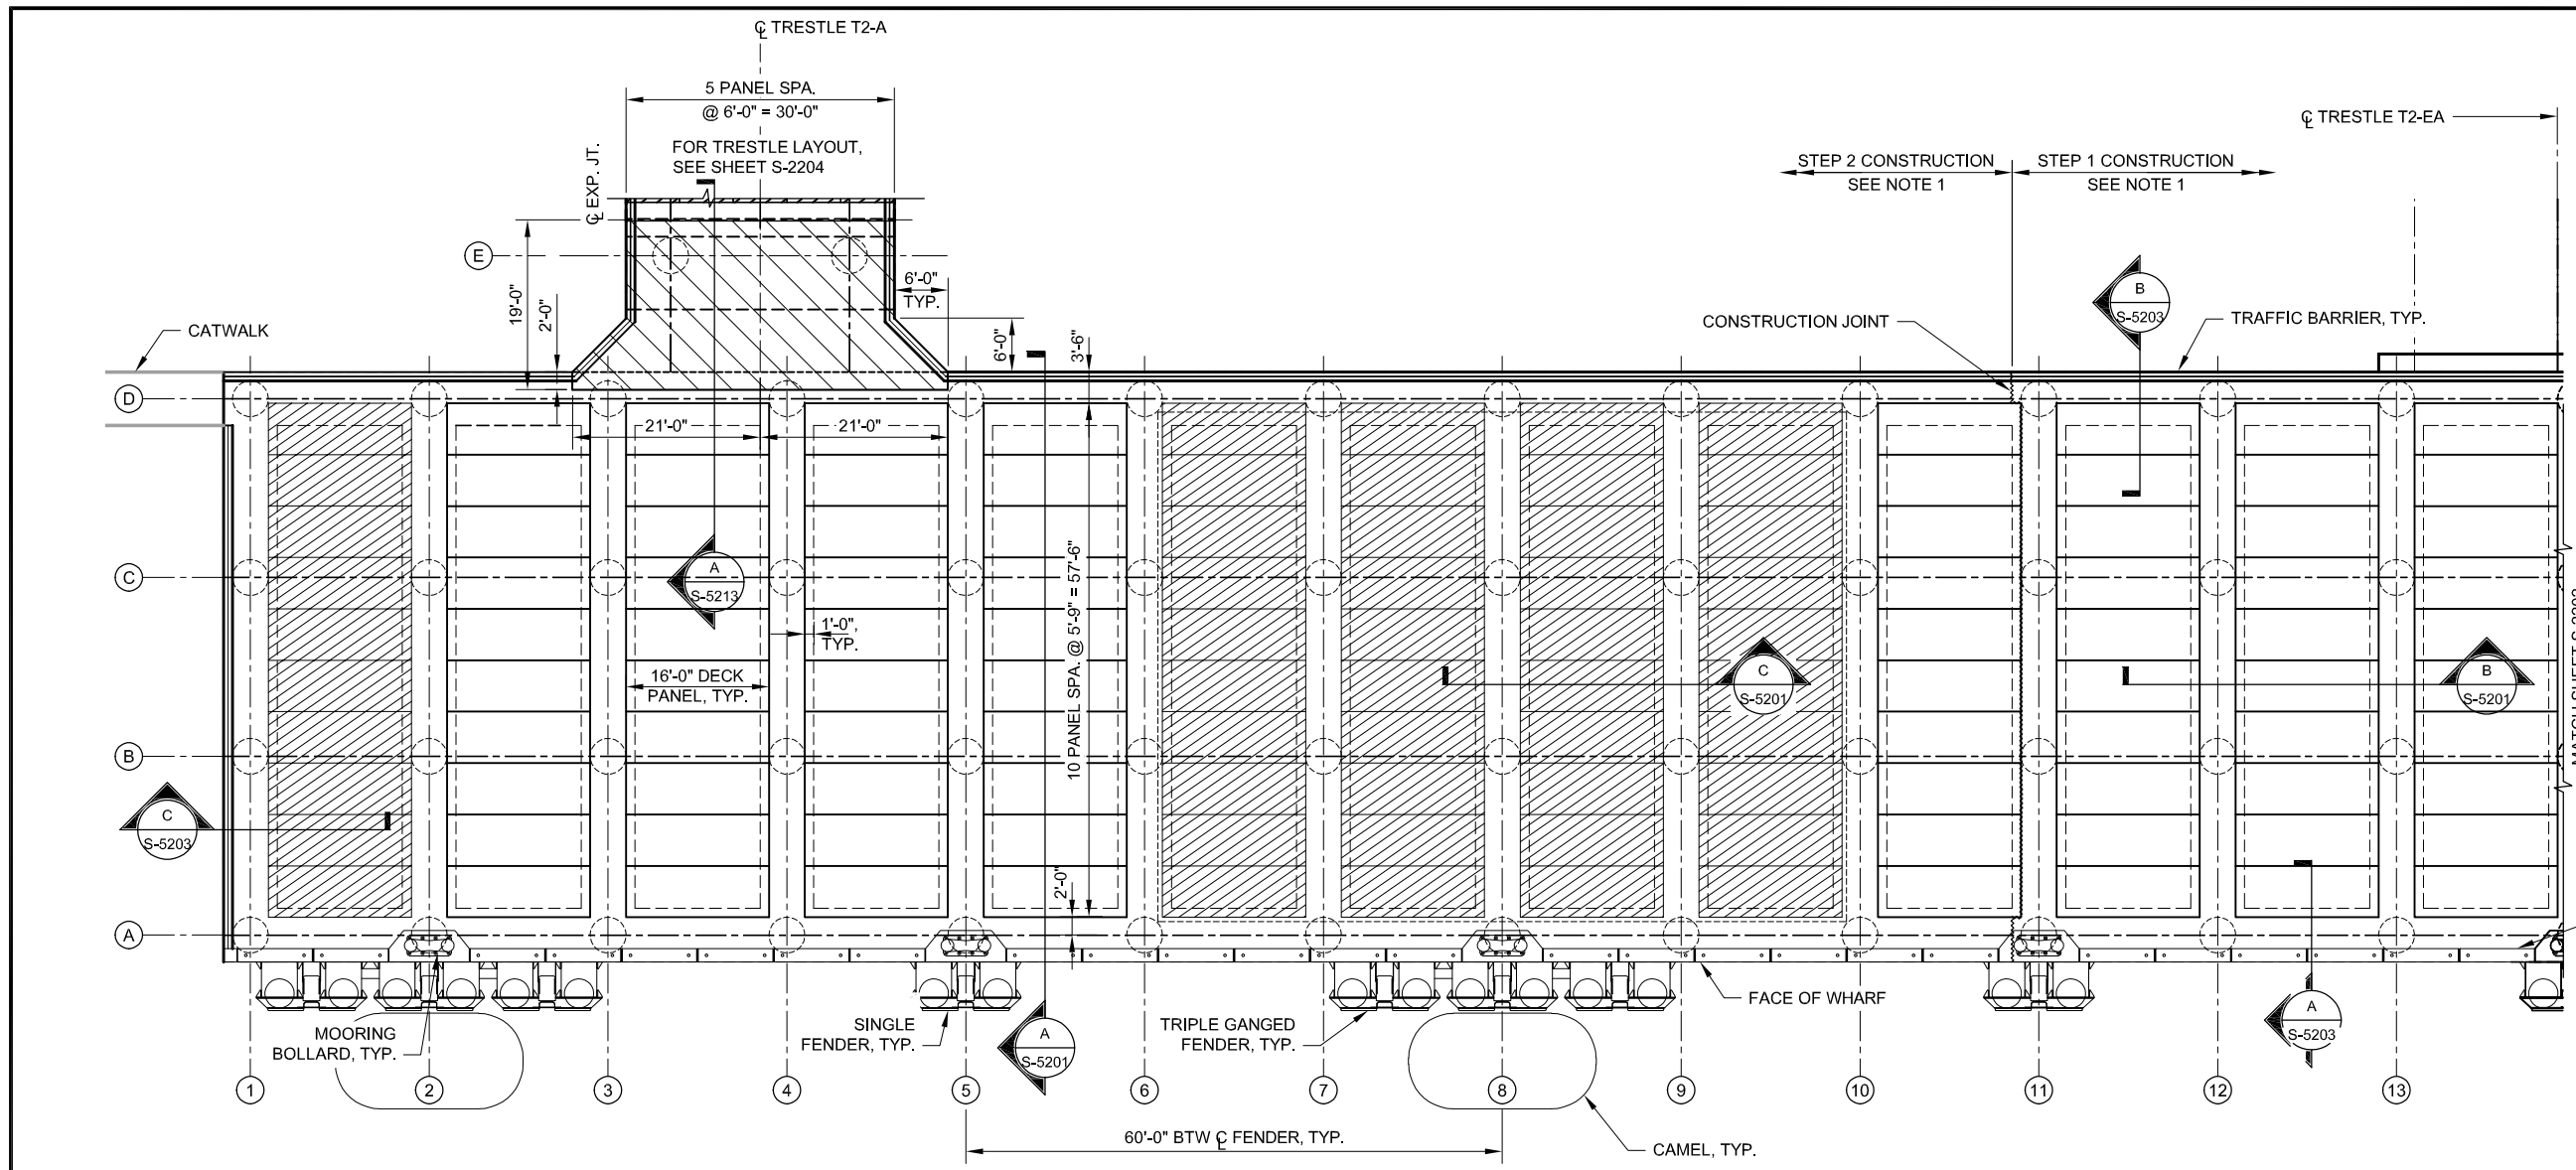 ℄ TRESTLE T2-A
5 PANEL SPA.
@ 6'-0" = 30'-0"
FOR TRESTLE LAYOUT,
SEE SHEET S-2204
℄ EXP. JT.
℄ TRESTLE T2-EA
STEP 2 CONSTRUCTION
SEE NOTE 1
STEP 1 CONSTRUCTION
SEE NOTE 1
E
19'-0"
2'-0"
6'-0"
TYP.
6'-0"
3'-6"
B
S-5203
CATWALK
CONSTRUCTION JOINT
TRAFFIC BARRIER, TYP.
D
21'-0"
21'-0"
C
A
S-5213
1'-0",
TYP.
10 PANEL SPA. @ 5'-9" = 57'-6"
16'-0" DECK
PANEL, TYP.
C
S-5201
B
S-5201
B
C
S-5203
2'-0"
A
FACE OF WHARF
MOORING
BOLLARD, TYP.
SINGLE
FENDER, TYP.
A
S-5201
TRIPLE GANGED
FENDER, TYP.
A
S-5203
1
2
3
4
5
6
7
8
9
10
11
12
13
60'-0" BTW ℄ FENDER, TYP.
CAMEL, TYP.